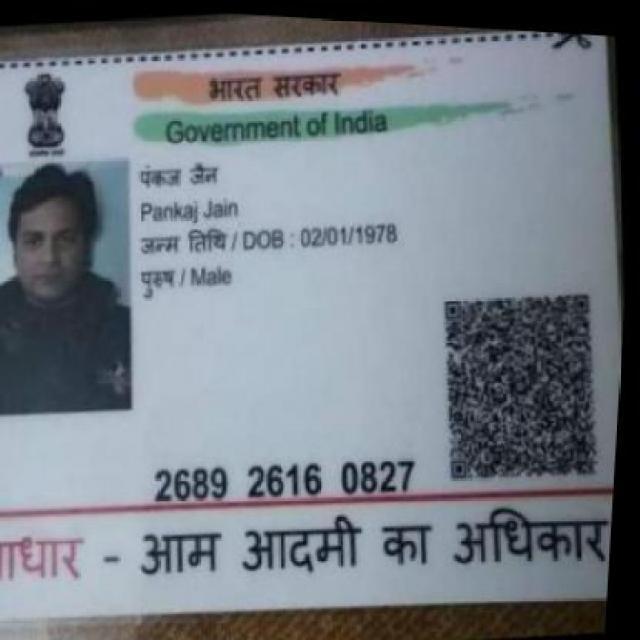 भारत सरकार
Government of India
पंकज जैन
Pankaj Jain
जन्म तिथि / DOB : 02/01/1978
पुरुष / Male
2689 2616 0827
- आम आदमी का अधिकार